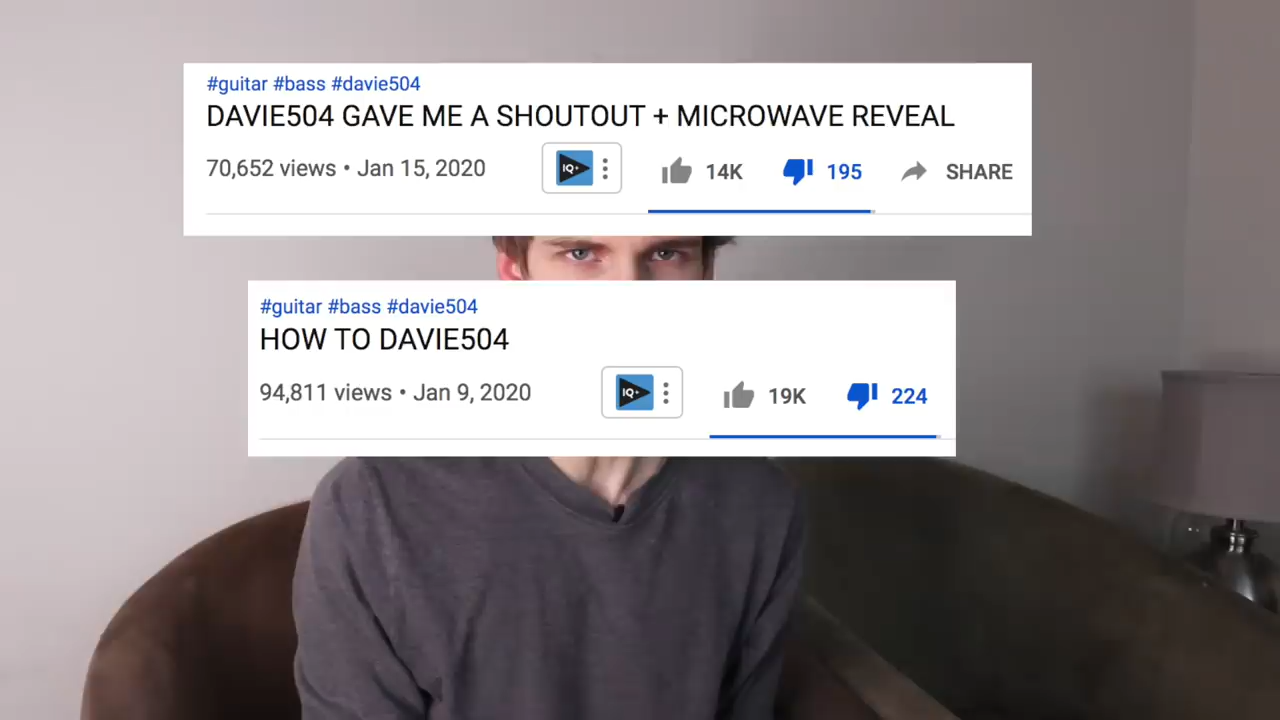 #guitar #bass #davie504
DAVIE504 GAVE ME A SHOUTOUT + MICROWAVE REVEAL
70,652 views • Jan 15, 2020 IQ+ 14K 195 SHARE
#guitar #bass #davie504
HOW TO DAVIE504
94,811 views • Jan 9, 2020 IQ+ 19K 224